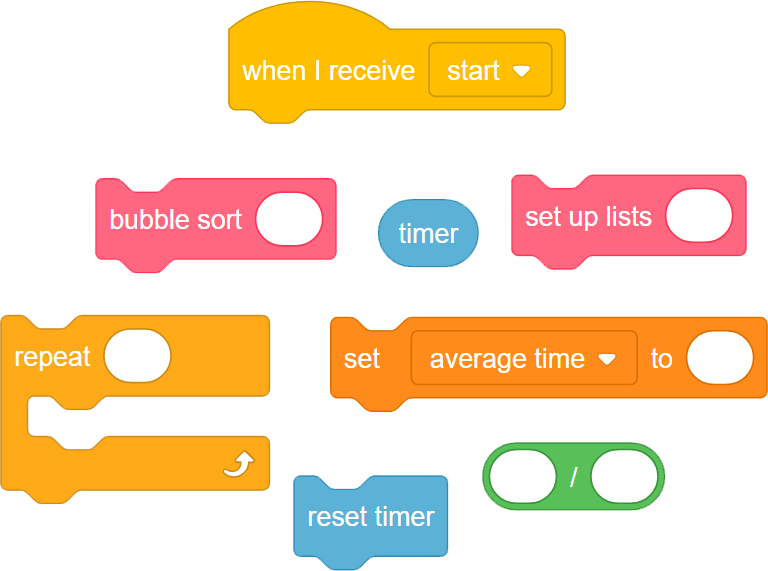 when I receive start
bubble sort
timer
set up lists
repeat
set average time to
/
reset timer